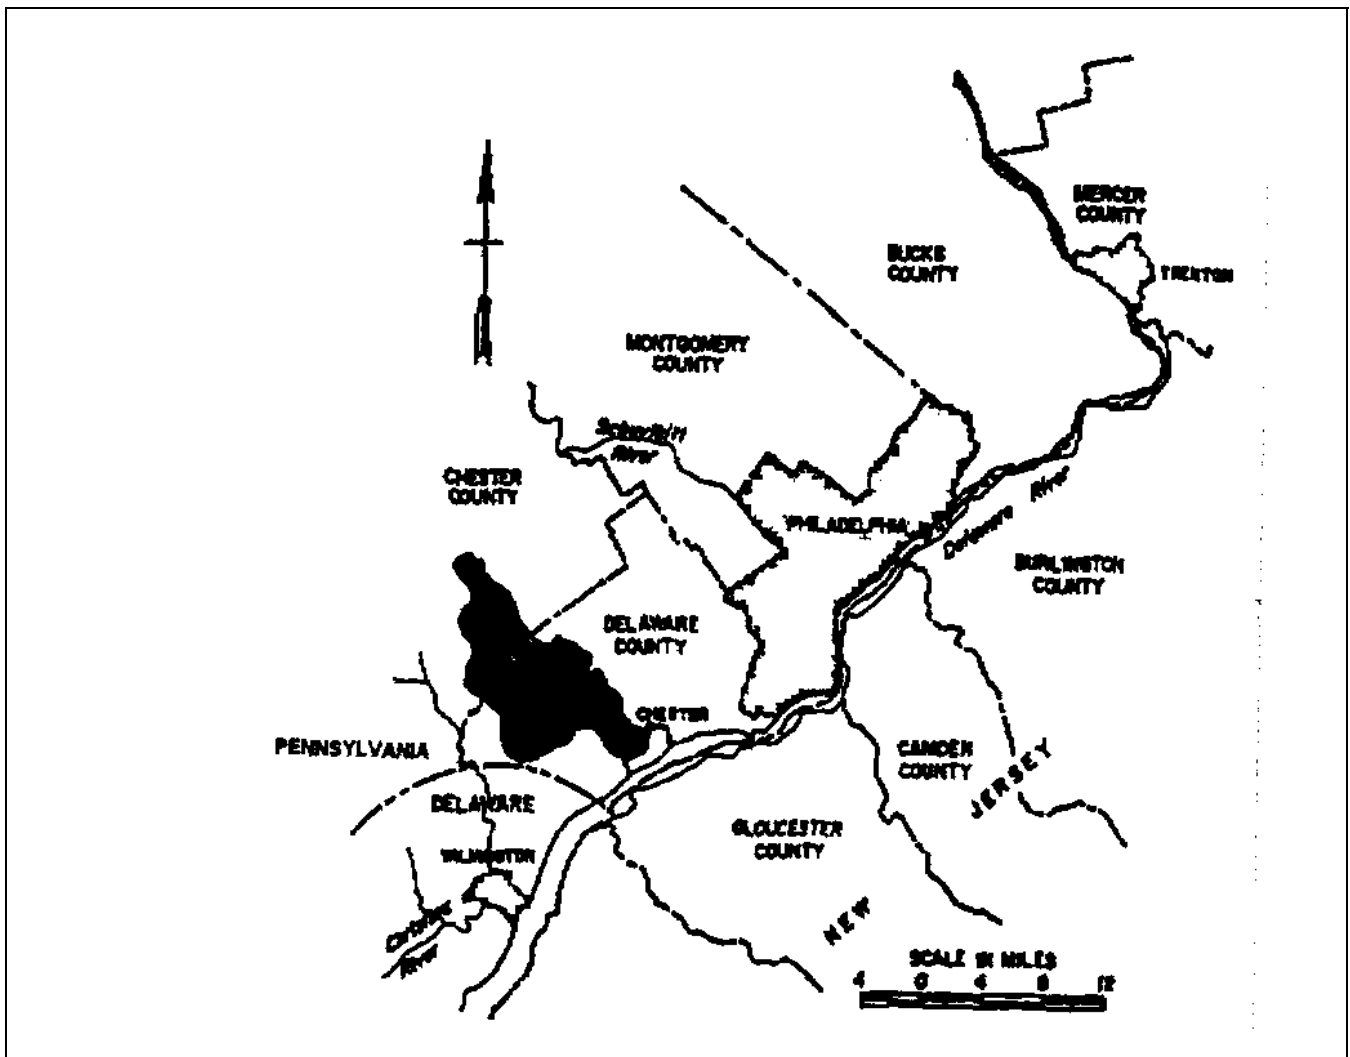 MERCER
COUNTY
BUCKS
COUNTY
TRENTON
MONTGOMERY
COUNTY
Schuylkill
River
CHESTER
COUNTY
PHILADELPHIA
Delaware River
BURLINGTON
COUNTY
DELAWARE
COUNTY
CHESTER
PENNSYLVANIA
CAMDEN
COUNTY
NEW JERSEY
DELAWARE
GLOUCESTER
COUNTY
WILMINGTON
Christina
River
SCALE IN MILES
4 0 4 8 12